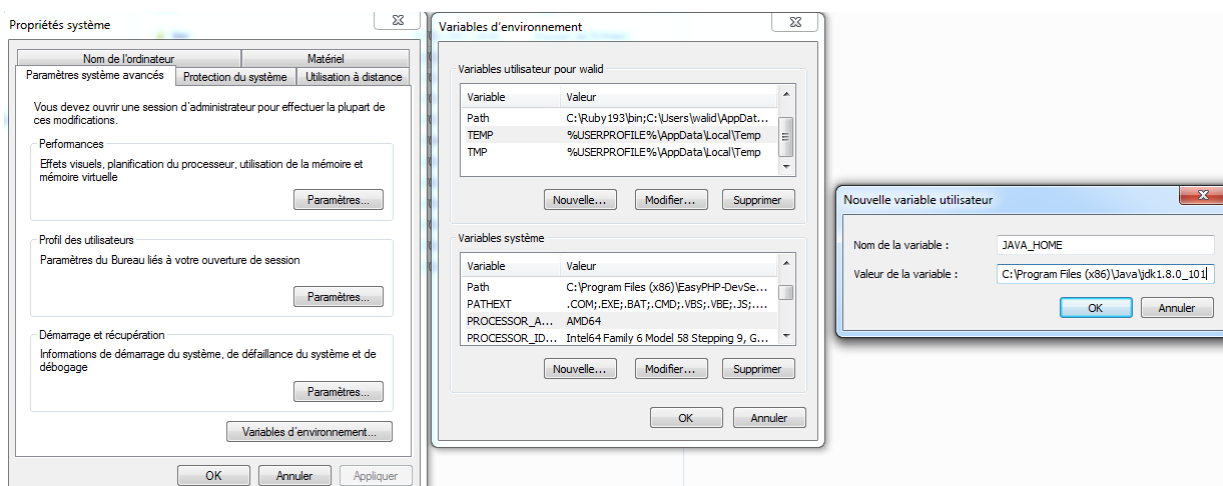 Propriétés système
Nom de l'ordinateur
Matériel
Paramètres système avancés
Protection du système
Utilisation à distance
Vous devez ouvrir une session d'administrateur pour effectuer la plupart de
ces modifications.
Perfomances
Effets visuels, planification du processeur, utilisation de la mémoire et
mémoire virtuelle
Paramètres...
Profil des utilisateurs
Paramètres du Bureau liés à votre ouverture de session
Paramètres...
Démarrage et récupération
Infomations de démarrage du système, de défaillance du système et de
débogage
Paramètres...
Variables d'environnement...
OK
Annuler
Appliquer
Variables d'environnement
Variables utilisateur pour walid
Variable Valeur
Path C:\Ruby193\bin;C:\Users\walid\AppDat...
TEMP %USERPROFILE%\AppData\Local\Temp
TMP %USERPROFILE%\AppData\Local\Temp
Nouvelle...
Modifier...
Supprimer
Variables système
Variable Valeur
Path C:\Program Files (x86)\EasyPHP-DevSe...
PATHEXT .COM;.EXE;.BAT;.CMD;.VBS;.VBE;.JS;....
PROCESSOR_A... AMD64
PROCESSOR_ID... Intel64 Family 6 Model 58 Stepping 9, G...
Nouvelle...
Modifier...
Supprimer
OK
Annuler
Nouvelle variable utilisateur
Nom de la variable : JAVA_HOME
Valeur de la variable : C:\Program Files (x86)\Java\jdk1.8.0_101
OK
Annuler